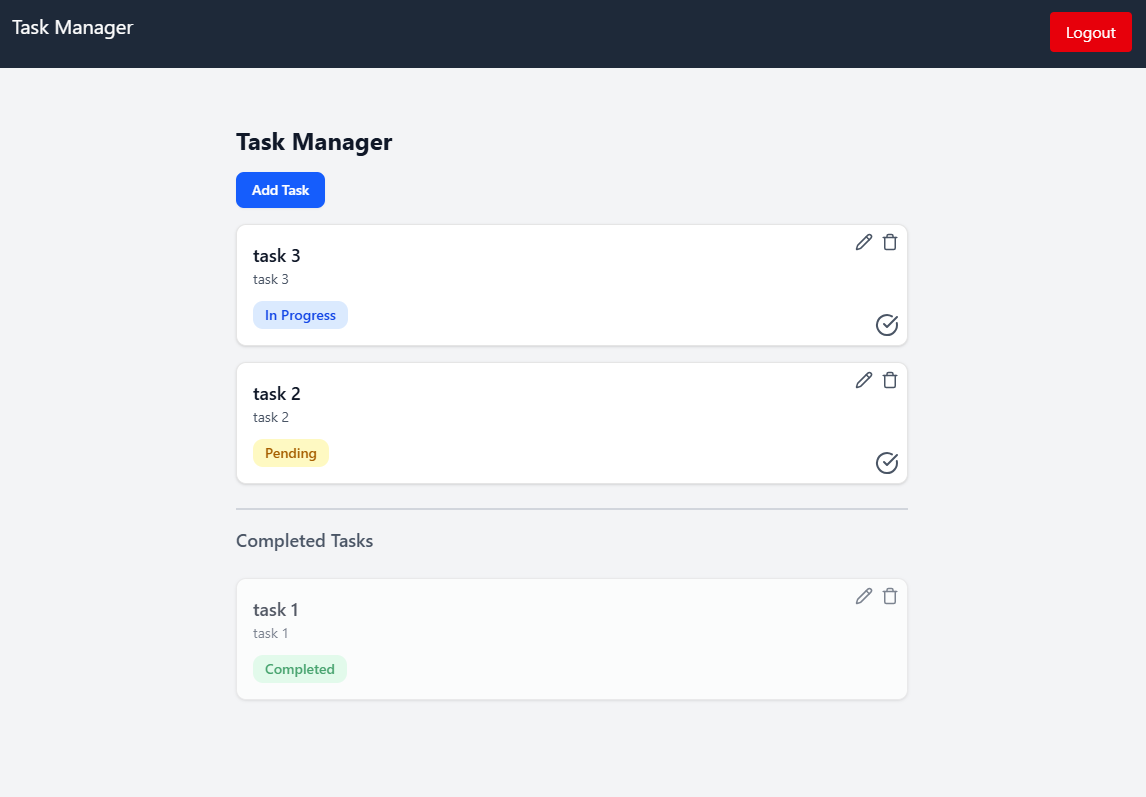 Task Manager
Logout
Task Manager
Add Task
task 3
task 3
In Progress
task 2
task 2
Pending
Completed Tasks
task 1
task 1
Completed